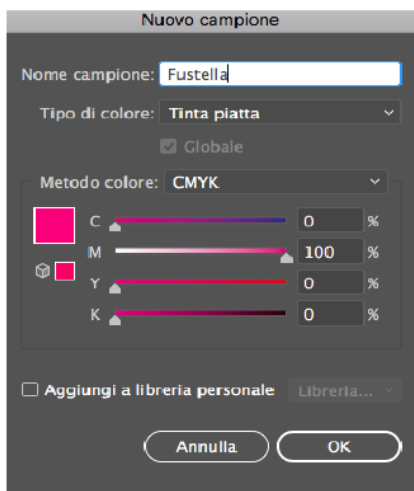 Nuovo campione
Nome campione: Fustella
Tipo di colore: Tinta piatta
Globale
Metodo colore: CMYK
C 0 %
M 100 %
Y 0 %
K 0 %
Aggiungi a libreria personale Libreria...
Annulla OK